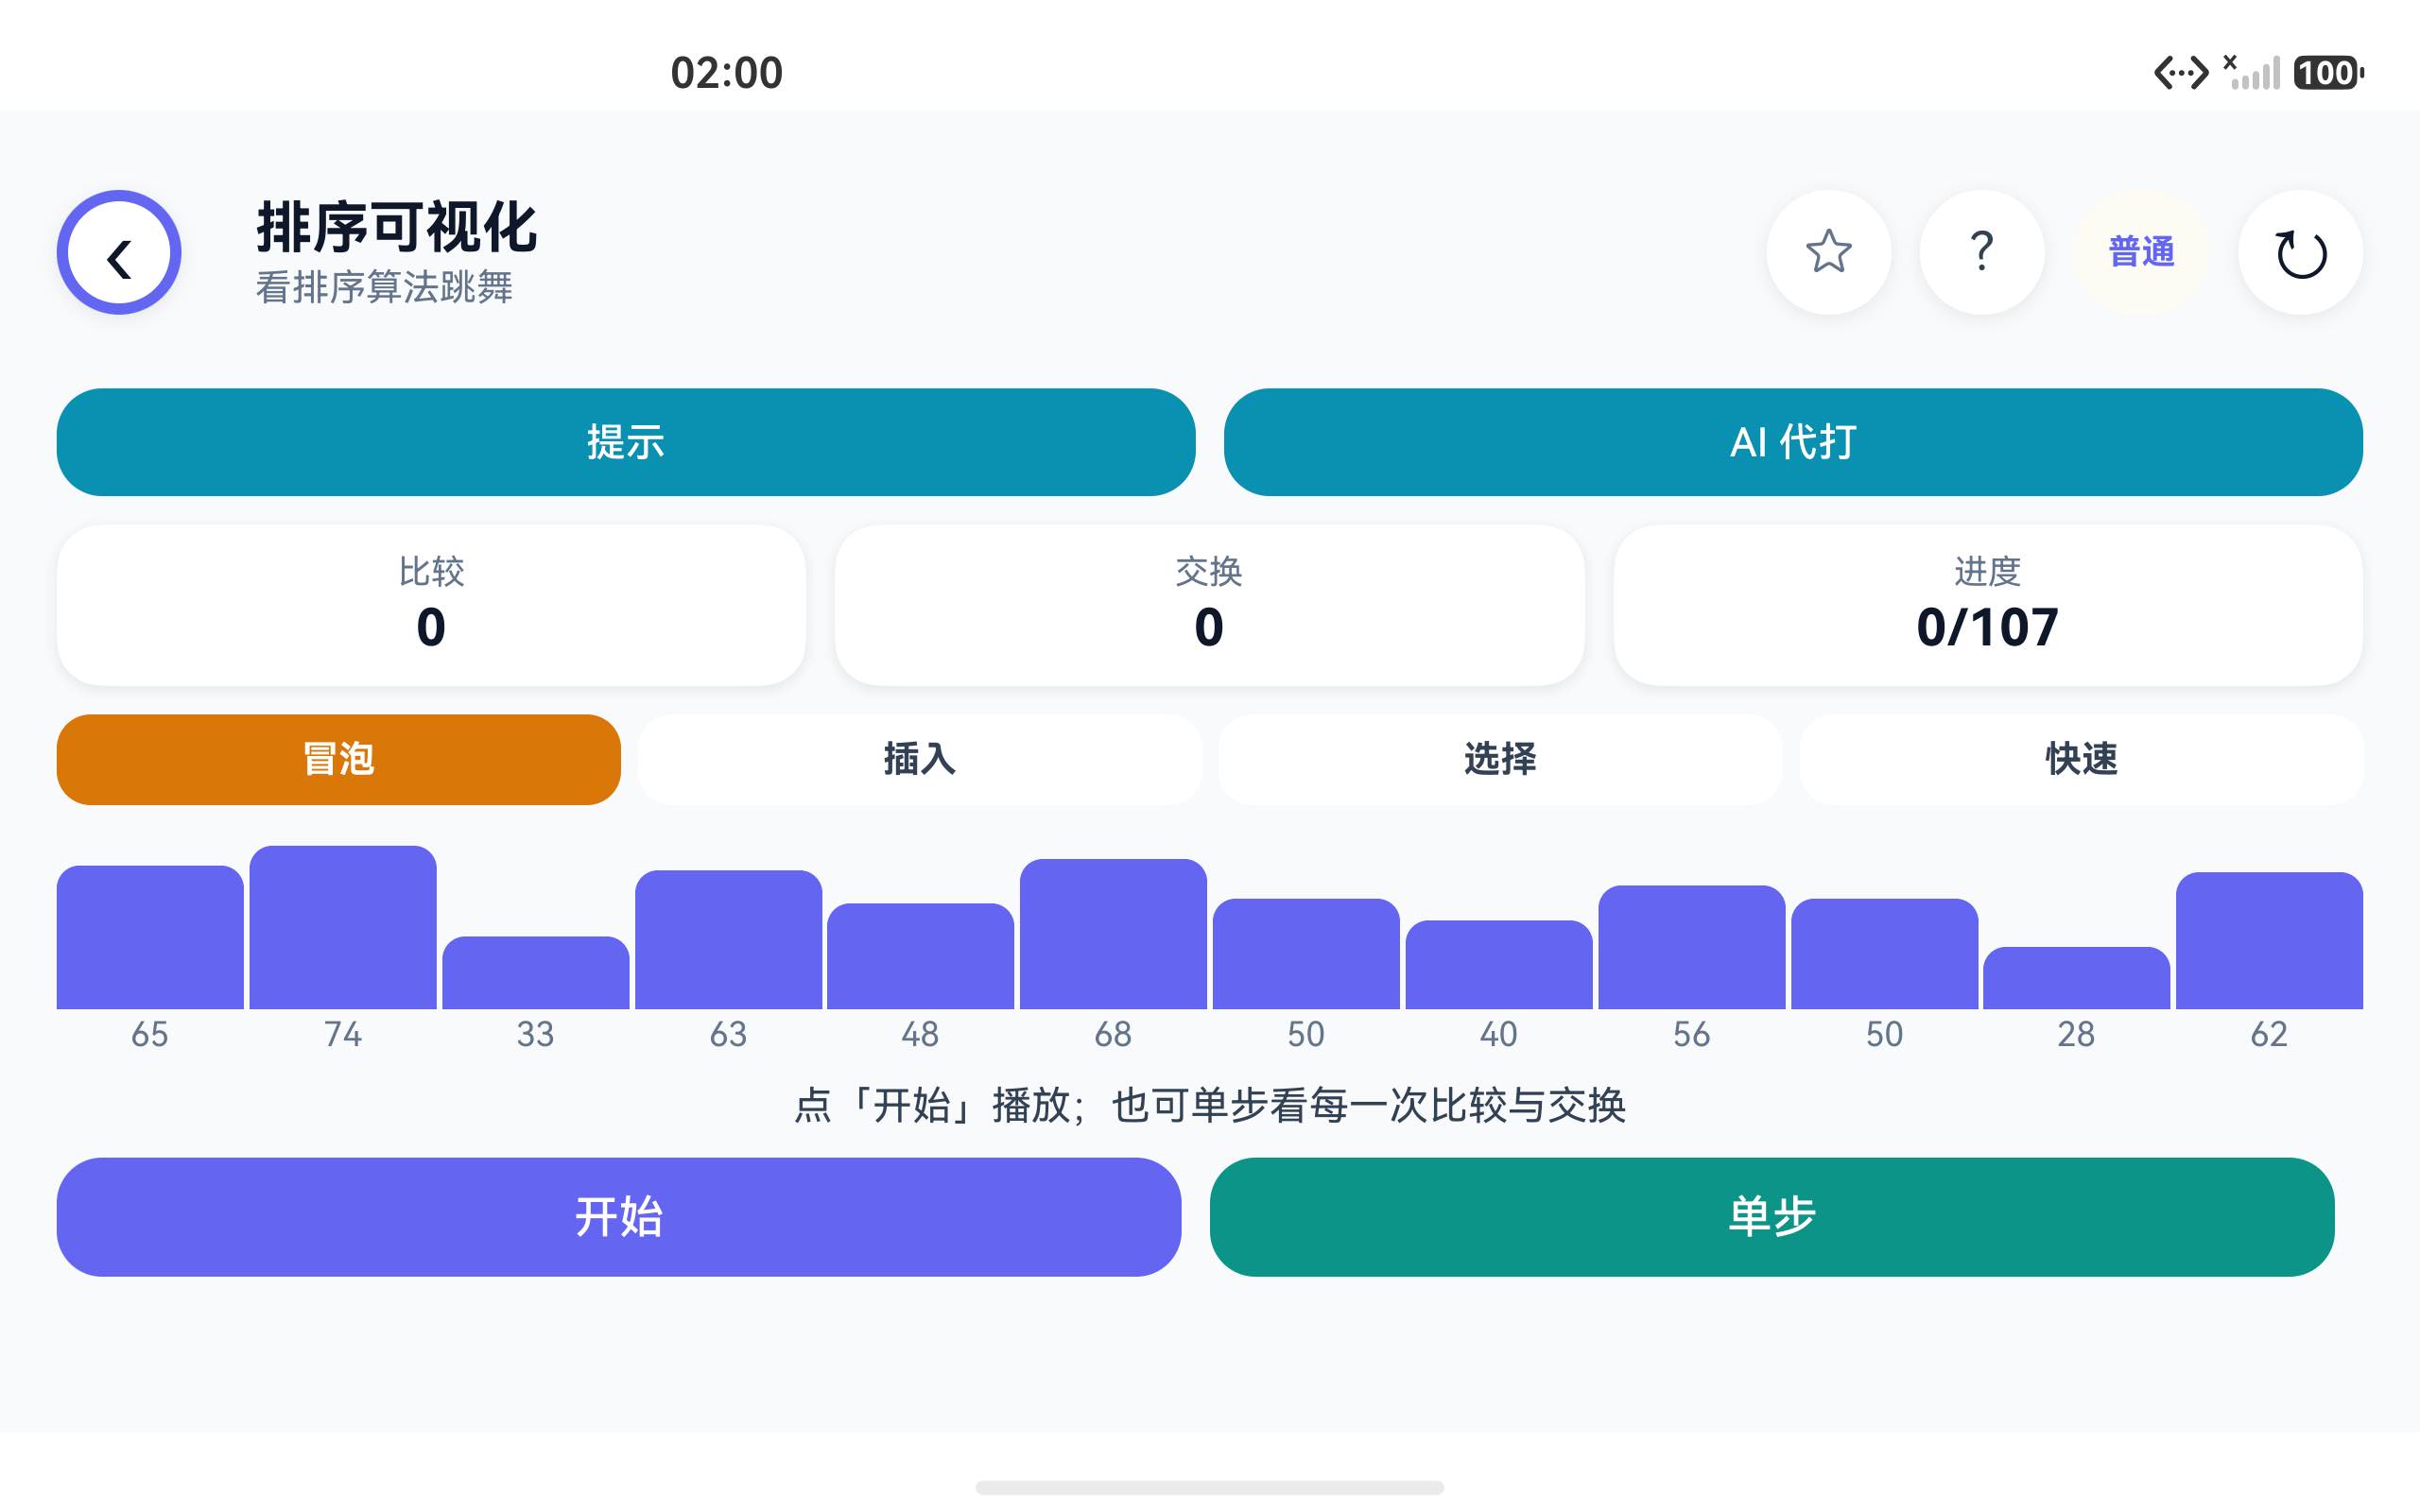 02:00
100
排序可视化
看排序算法跳舞
?
普通
提示
AI 代打
比较
0
交换
0
进度
0/107
冒泡
插入
选择
快速
65 74 33 63 48 68 50 40 56 50 28 62
点「开始」播放；也可单步看每一次比较与交换
开始
单步